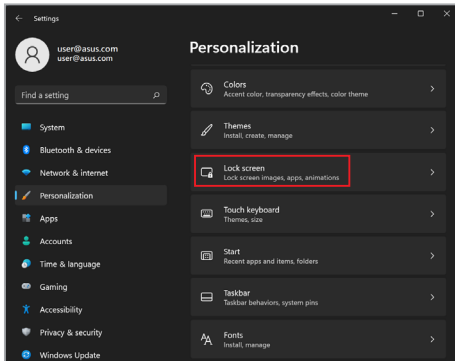 Settings
user@asus.com
user@asus.com
Find a setting
System
Bluetooth & devices
Network & internet
Personalization
Apps
Accounts
Time & language
Gaming
Accessibility
Privacy & security
Windows Update
Personalization
Colors
Accent color, transparency effects, color theme
Themes
Install, create, manage
Lock screen
Lock screen images, apps, animations
Touch keyboard
Themes, size
Start
Recent apps and items, folders
Taskbar
Taskbar behaviors, system pins
Fonts
Install, manage